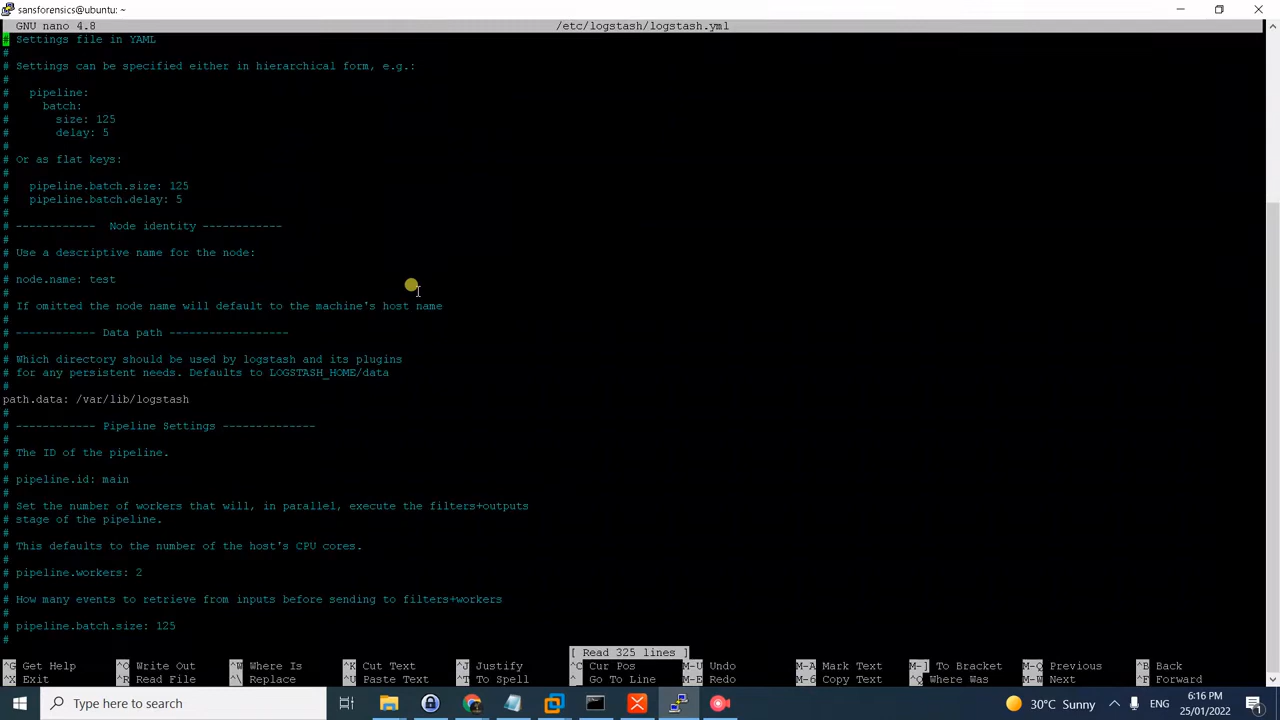 sansforensics@ubuntu: ~
GNU nano 4.8 /etc/logstash/logstash.yml
# Settings file in YAML
#
# Settings can be specified either in hierarchical form, e.g.:
#
#   pipeline:
#     batch:
#       size: 125
#       delay: 5
#
# Or as flat keys:
#
#   pipeline.batch.size: 125
#   pipeline.batch.delay: 5
#
# ------------  Node identity ------------
#
# Use a descriptive name for the node:
#
# node.name: test
#
# If omitted the node name will default to the machine's host name
#
# ------------ Data path ------------------
#
# Which directory should be used by logstash and its plugins
# for any persistent needs. Defaults to LOGSTASH_HOME/data
#
path.data: /var/lib/logstash
#
# ------------ Pipeline Settings --------------
#
# The ID of the pipeline.
#
# pipeline.id: main
#
# Set the number of workers that will, in parallel, execute the filters+outputs
# stage of the pipeline.
#
# This defaults to the number of the host's CPU cores.
#
# pipeline.workers: 2
#
# How many events to retrieve from inputs before sending to filters+workers
#
# pipeline.batch.size: 125
#
[ Read 325 lines ]
^G Get Help ^O Write Out ^W Where Is ^K Cut Text ^J Justify ^C Cur Pos M-U Undo M-A Mark Text M-] To Bracket M-Q Previous ^B Back
^X Exit ^R Read File ^\ Replace ^U Paste Text ^T To Spell ^_ Go To Line M-E Redo M-6 Copy Text ^Q Where Was M-W Next ^F Forward
Type here to search 30°C Sunny ENG 6:16 PM
25/01/2022